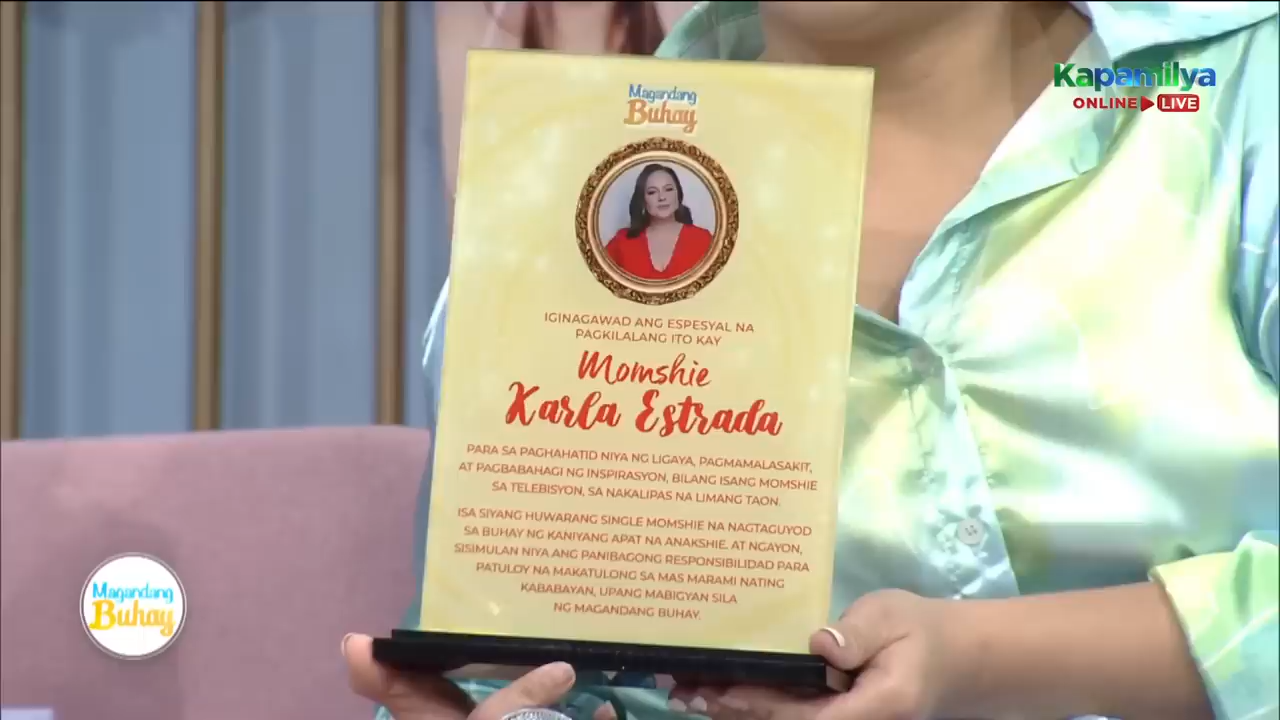 Kapamilya
ONLINE LIVE
Magandang
Buhay
IGINAGAWAD ANG ESPESYAL NA
PAGKILALANG ITO KAY
Momshie
Karla Estrada
PARA SA PAGHAHATID NIYA NG LIGAYA, PAGMAMALASAKIT,
AT PAGBABAHAGI NG INSPIRASYON, BILANG ISANG MOMSHIE
SA TELEBISYON, SA NAKALIPAS NA LIMANG TAON.
ISA SIYANG HUWARANG SINGLE MOMSHIE NA NAGTAGUYOD
SA BUHAY NG KANIYANG APAT NA ANAKSHIE. AT NGAYON,
SISIMULAN NIYA ANG PANIBAGONG RESPONSIBILIDAD PARA
PATULOY NA MAKATULONG SA MAS MARAMI NATING
KABABAYAN, UPANG MABIGYAN SILA
NG MAGANDANG BUHAY.
Magandang
Buhay